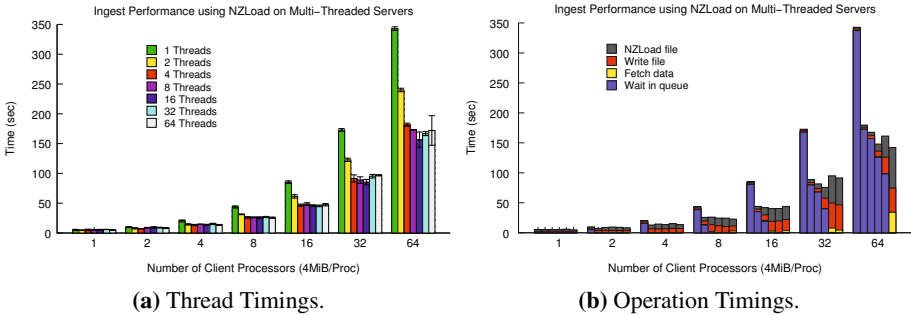 Ingest Performance using NZLoad on Multi-Threaded Servers
350
300
250
200
150
100
50
0
Time (sec)
1 Threads
2 Threads
4 Threads
8 Threads
16 Threads
32 Threads
64 Threads
1 2 4 8 16 32 64
Number of Client Processors (4MiB/Proc)
(a) Thread Timings.
Ingest Performance using NZLoad on Multi-Threaded Servers
350
300
250
200
150
100
50
0
Time (sec)
NZLoad file
Write file
Fetch data
Wait in queue
1 2 4 8 16 32 64
Number of Client Processors (4MiB/Proc)
(b) Operation Timings.